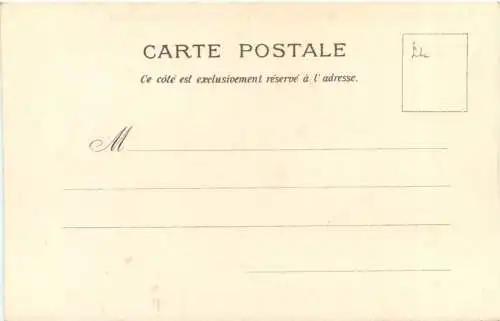 CARTE POSTALE
Ce côté est exclusivement réservé à l'adresse.
M